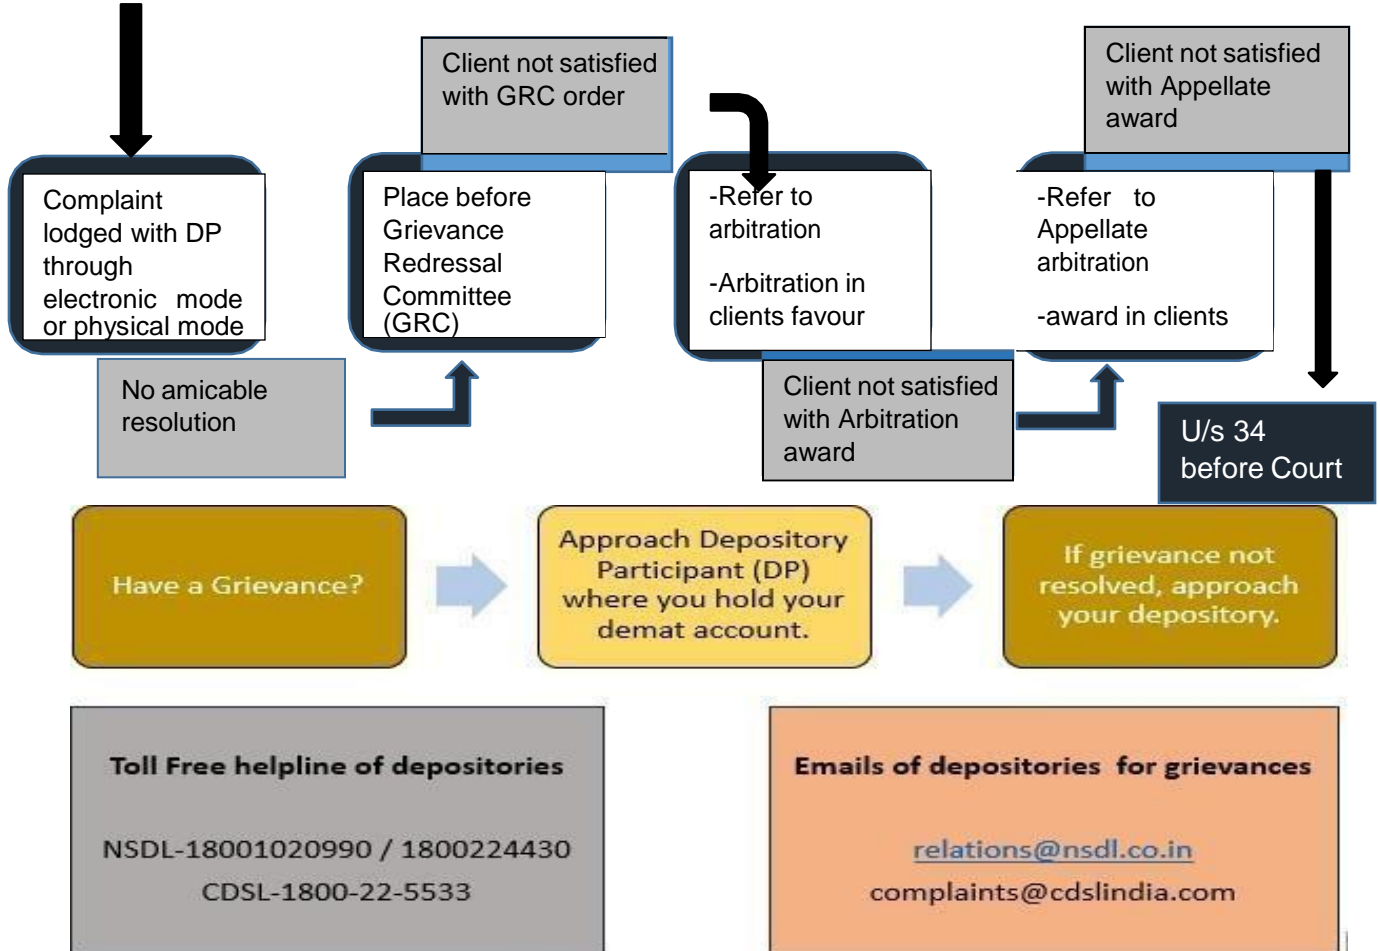 Client not satisfied
with GRC order
Client not satisfied
with Appellate
award
Complaint
lodged with DP
through
electronic mode
or physical mode
Place before
Grievance
Redressal
Committee
(GRC)
-Refer to
arbitration
-Arbitration in
clients favour
-Refer to
Appellate
arbitration
-award in clients
No amicable
resolution
Client not satisfied
with Arbitration
award
U/s 34
before Court
Have a Grievance?
Approach Depository
Participant (DP)
where you hold your
demat account.
If grievance not
resolved, approach
your depository.
Toll Free helpline of depositories
NSDL-18001020990 / 1800224430
CDSL-1800-22-5533
Emails of depositories for grievances
relations@nsdl.co.in
complaints@cdslindia.com